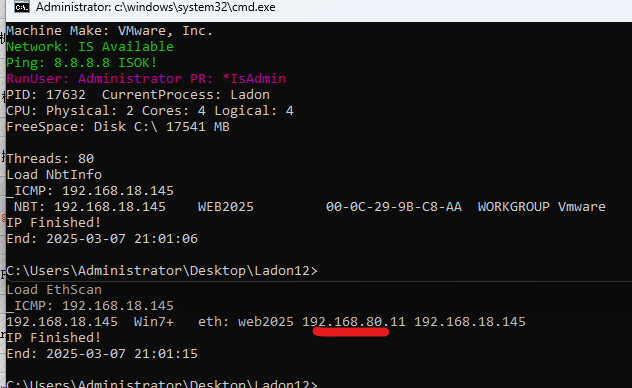 Administrator: c:\windows\system32\cmd.exe
Machine Make: VMware, Inc.
Network: IS Available
Ping: 8.8.8.8 ISOK!
RunUser: Administrator PR: *IsAdmin
PID: 17632  CurrentProcess: Ladon
CPU: Physical: 2 Cores: 4 Logical: 4
FreeSpace: Disk C:\ 17541 MB
Threads: 80
Load NbtInfo
_ICMP: 192.168.18.145
_NBT: 192.168.18.145    WEB2025         00-0C-29-9B-C8-AA  WORKGROUP Vmware
IP Finished!
End: 2025-03-07 21:01:06
C:\Users\Administrator\Desktop\Ladon12>
Load EthScan
_ICMP: 192.168.18.145
192.168.18.145  Win7+   eth: web2025 192.168.80.11 192.168.18.145
IP Finished!
End: 2025-03-07 21:01:15
C:\Users\Administrator\Desktop\Ladon12>